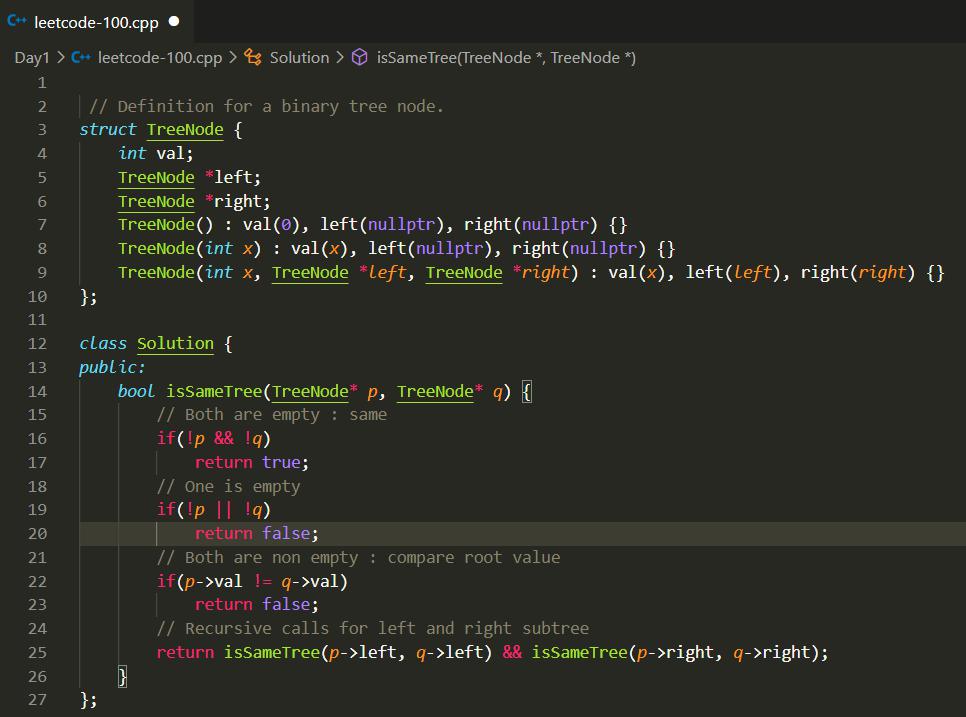 C++ leetcode-100.cpp ●
Day1 > C++ leetcode-100.cpp > Solution > isSameTree(TreeNode *, TreeNode *)
1
2 // Definition for a binary tree node.
3 struct TreeNode {
4     int val;
5     TreeNode *left;
6     TreeNode *right;
7     TreeNode() : val(0), left(nullptr), right(nullptr) {}
8     TreeNode(int x) : val(x), left(nullptr), right(nullptr) {}
9     TreeNode(int x, TreeNode *left, TreeNode *right) : val(x), left(left), right(right) {}
10 };
11
12 class Solution {
13 public:
14     bool isSameTree(TreeNode* p, TreeNode* q) {
15         // Both are empty : same
16         if(!p && !q)
17             return true;
18         // One is empty
19         if(!p || !q)
20             return false;
21         // Both are non empty : compare root value
22         if(p->val != q->val)
23             return false;
24         // Recursive calls for left and right subtree
25         return isSameTree(p->left, q->left) && isSameTree(p->right, q->right);
26     }
27 };